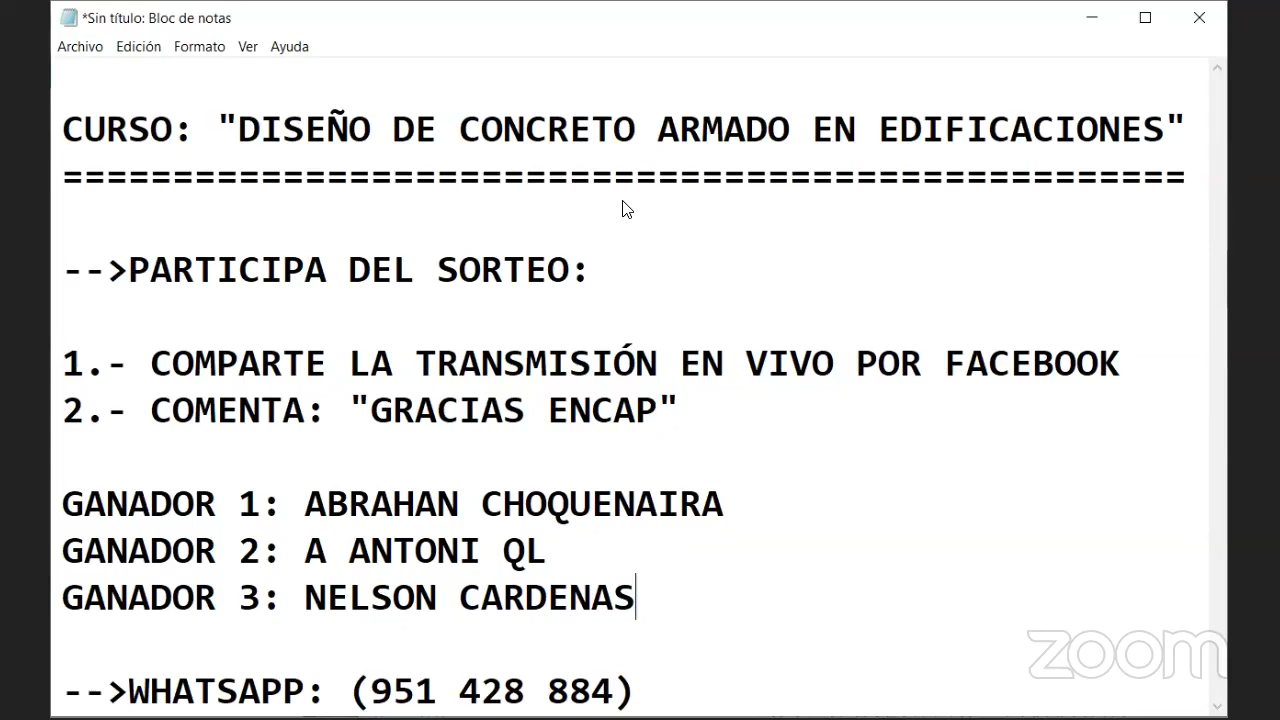 *Sin título: Bloc de notas
Archivo Edición Formato Ver Ayuda
CURSO: "DISEÑO DE CONCRETO ARMADO EN EDIFICACIONES"
===================================================
-->PARTICIPA DEL SORTEO:
1.- COMPARTE LA TRANSMISIÓN EN VIVO POR FACEBOOK
2.- COMENTA: "GRACIAS ENCAP"
GANADOR 1: ABRAHAN CHOQUENAIRA
GANADOR 2: A ANTONI QL
GANADOR 3: NELSON CARDENAS
zoom
-->WHATSAPP: (951 428 884)